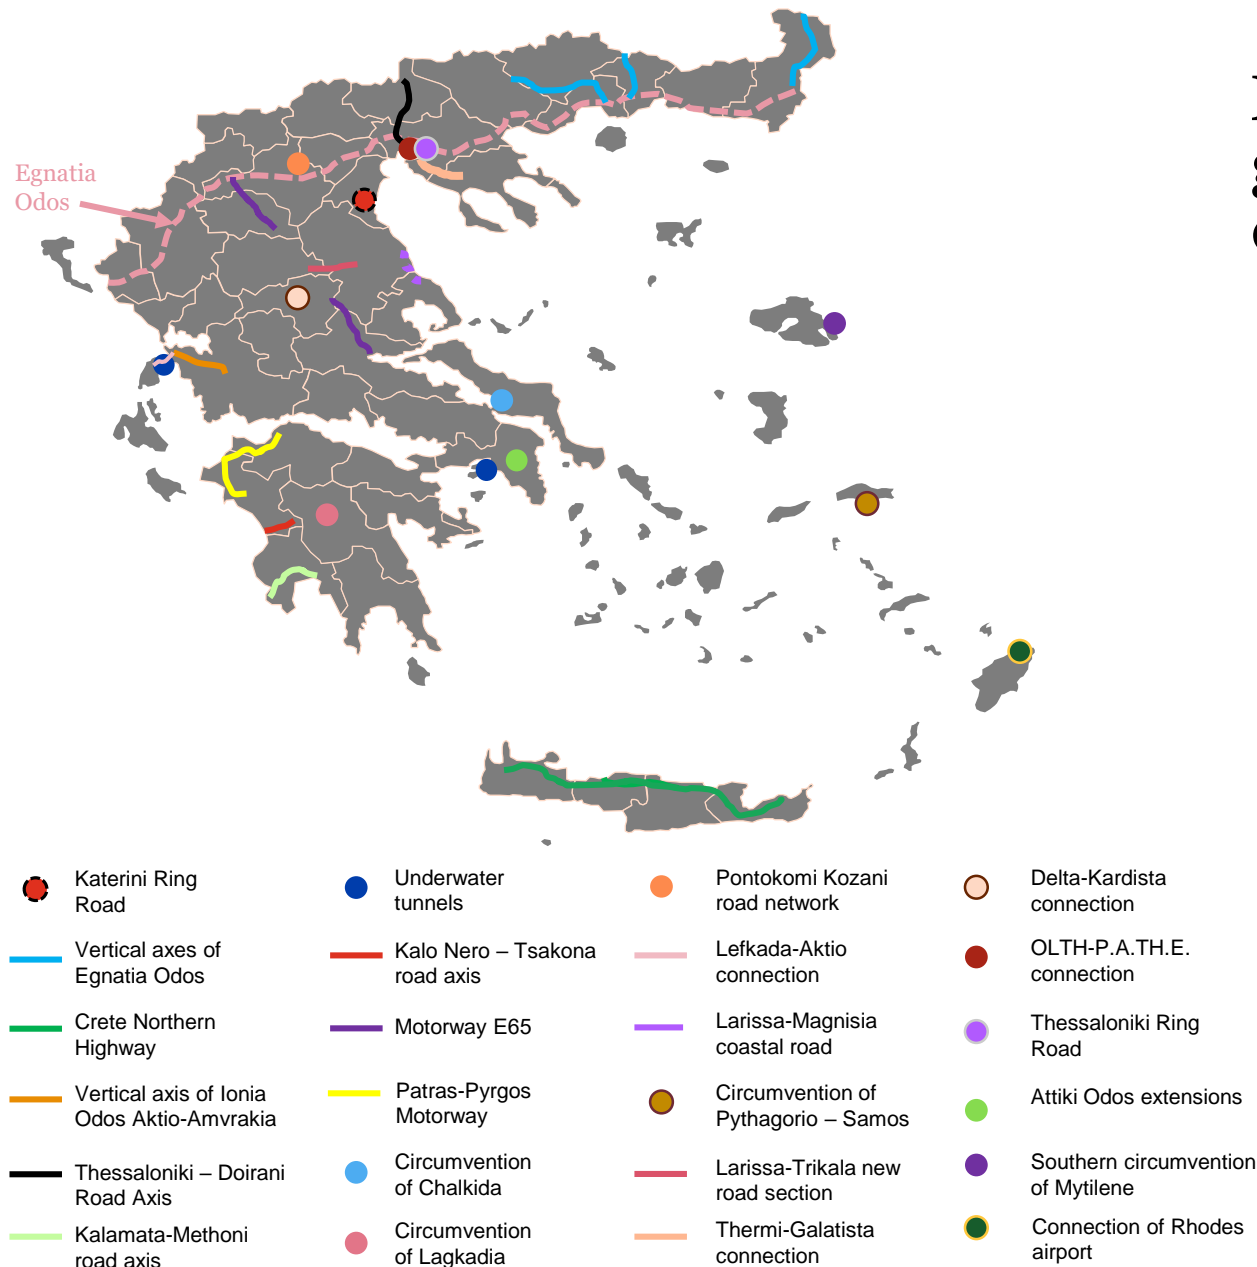 Egnatia
Odos
Katerini Ring
Road
Underwater
tunnels
Pontokomi Kozani
road network
Delta-Kardista
connection
Vertical axes of
Egnatia Odos
Kalo Nero – Tsakona
road axis
Lefkada-Aktio
connection
OLTH-P.A.TH.E.
connection
Crete Northern
Highway
Motorway E65
Larissa-Magnisia
coastal road
Thessaloniki Ring
Road
Vertical axis of Ionia
Odos Aktio-Amvrakia
Patras-Pyrgos
Motorway
Circumvention of
Pythagorio – Samos
Attiki Odos extensions
Thessaloniki – Doirani
Road Axis
Circumvention
of Chalkida
Larissa-Trikala new
road section
Southern circumvention
of Mytilene
Kalamata-Methoni
road axis
Circumvention
of Lagkadia
Thermi-Galatista
connection
Connection of Rhodes
airport